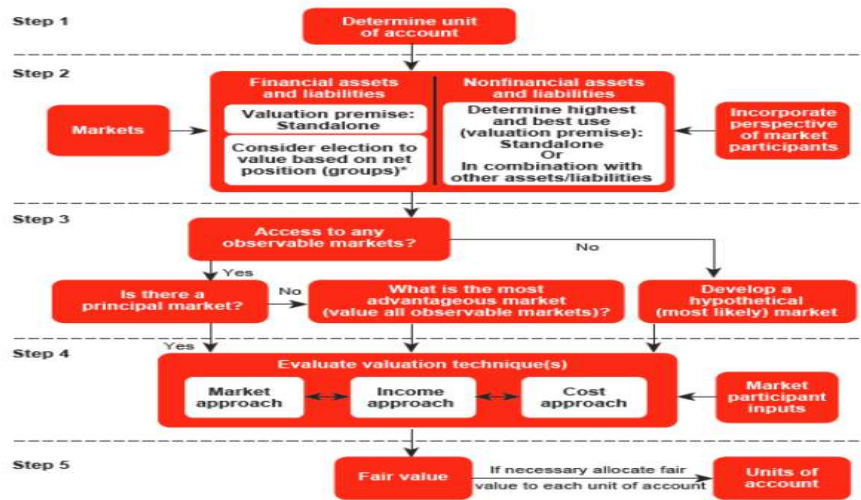 Step 1
Determine unit
of account
Step 2
Financial assets
and liabilities
Nonfinancial assets
and liabilities
Markets
Valuation premise:
Standalone
Consider election to
value based on net
position (groups)*
Determine highest
and best use
(valuation premise):
Standalone
Or
In combination with
other assets/liabilities
Incorporate
perspective
of market
participants
Step 3
Access to any
observable markets?
No
Yes
Is there a
principal market?
No
What is the most
advantageous market
(value all observable markets)?
Develop a
hypothetical
(most likely) market
Yes
Step 4
Evaluate valuation technique(s)
Market
approach
Income
approach
Cost
approach
Market
participant
inputs
Step 5
Fair value
If necessary allocate fair
value to each unit of account
Units of
account